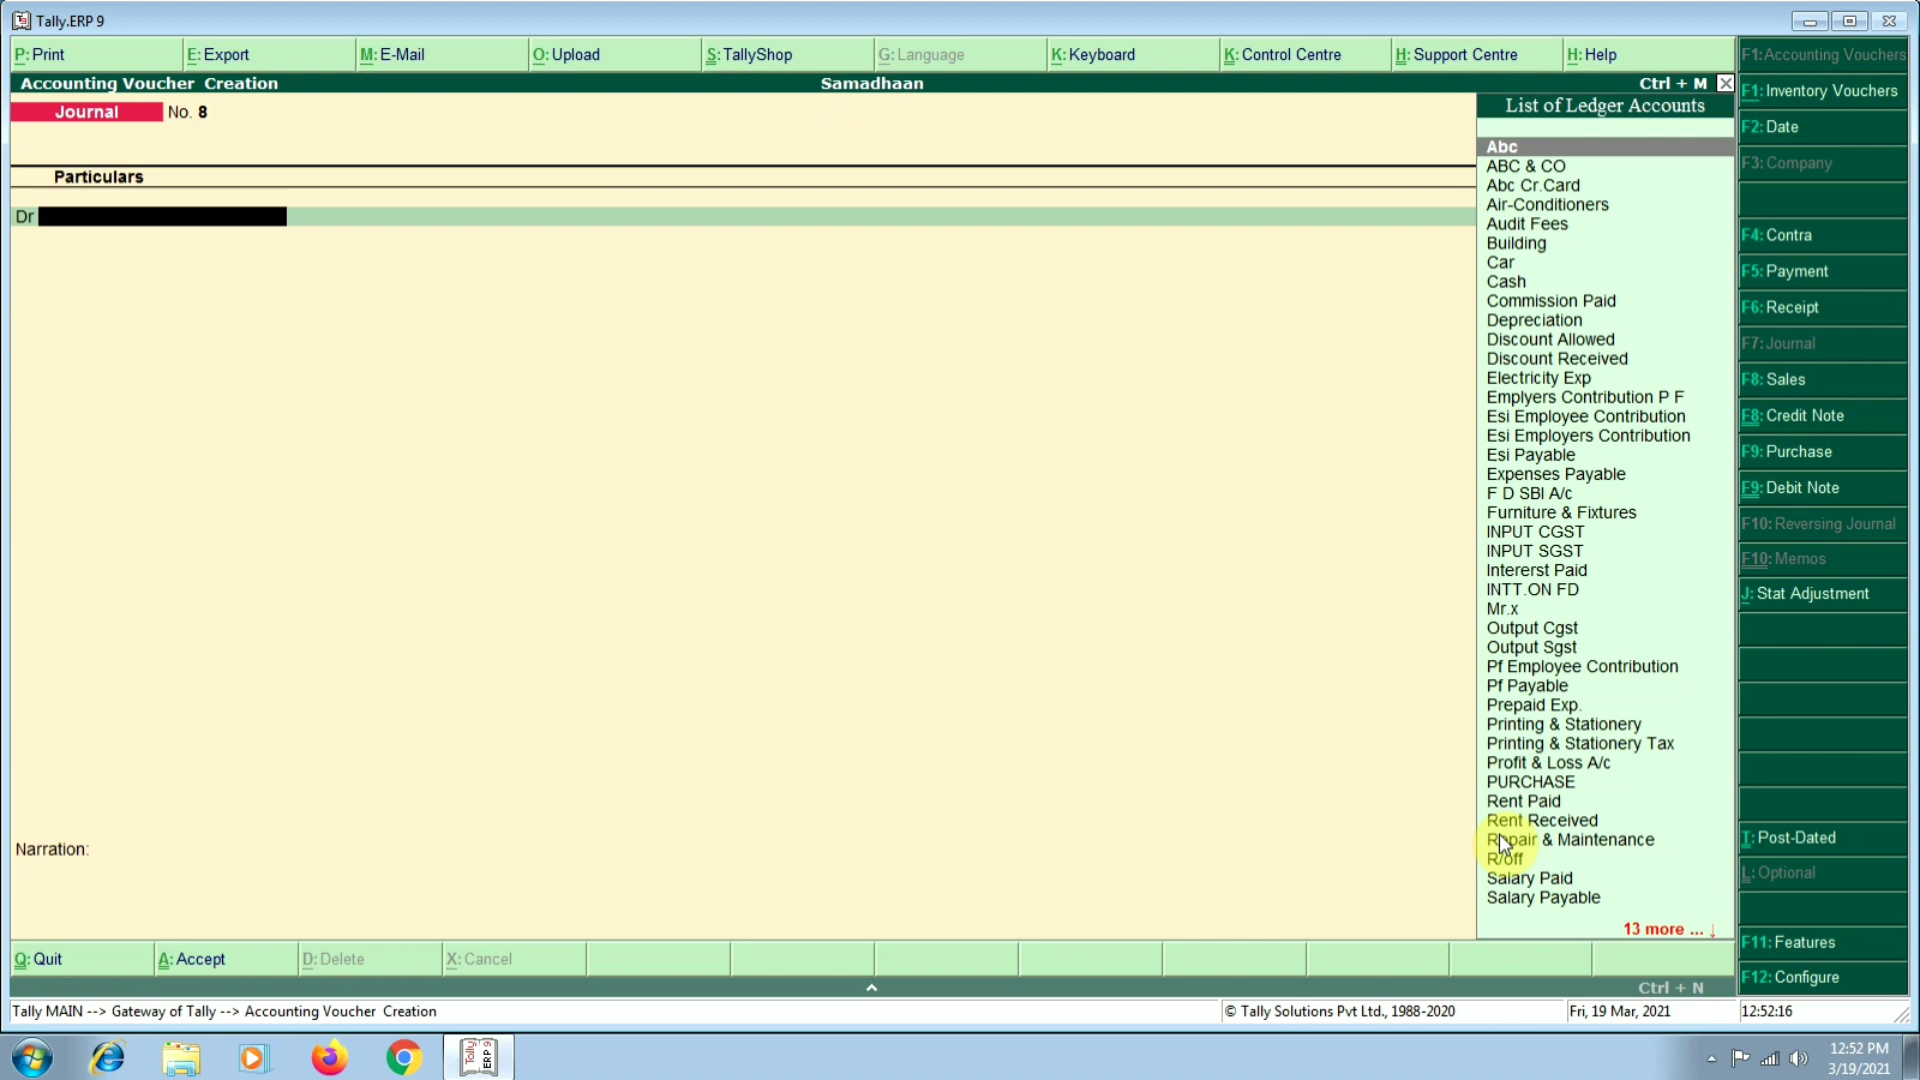 Tally.ERP 9
P: Print E: Export M: E-Mail O: Upload S: TallyShop G: Language K: Keyboard K: Control Centre H: Support Centre H: Help
Accounting Voucher Creation Samadhaan Ctrl + M
Journal No. 8
Particulars
Dr
Narration:
List of Ledger Accounts
Abc
ABC & CO
Abc Cr.Card
Air-Conditioners
Audit Fees
Building
Car
Cash
Commission Paid
Depreciation
Discount Allowed
Discount Received
Electricity Exp
Emplyers Contribution P F
Esi Employee Contribution
Esi Employers Contribution
Esi Payable
Expenses Payable
F D SBI A/c
Furniture & Fixtures
INPUT CGST
INPUT SGST
Intererst Paid
INTT.ON FD
Mr.x
Output Cgst
Output Sgst
Pf Employee Contribution
Pf Payable
Prepaid Exp.
Printing & Stationery
Printing & Stationery Tax
Profit & Loss A/c
PURCHASE
Rent Paid
Rent Received
Repair & Maintenance
R/off
Salary Paid
Salary Payable
13 more ... ↓
F1: Accounting Vouchers
F1: Inventory Vouchers
F2: Date
F3: Company
F4: Contra
F5: Payment
F6: Receipt
F7: Journal
F8: Sales
F8: Credit Note
F9: Purchase
F9: Debit Note
F10: Reversing Journal
F10: Memos
J: Stat Adjustment
T: Post-Dated
L: Optional
F11: Features
F12: Configure
Q: Quit A: Accept D: Delete X: Cancel
Ctrl + N
Tally MAIN --> Gateway of Tally --> Accounting Voucher Creation © Tally Solutions Pvt Ltd., 1988-2020 Fri, 19 Mar, 2021 12:52:16
Tally ERP 9
12:52 PM
3/19/2021